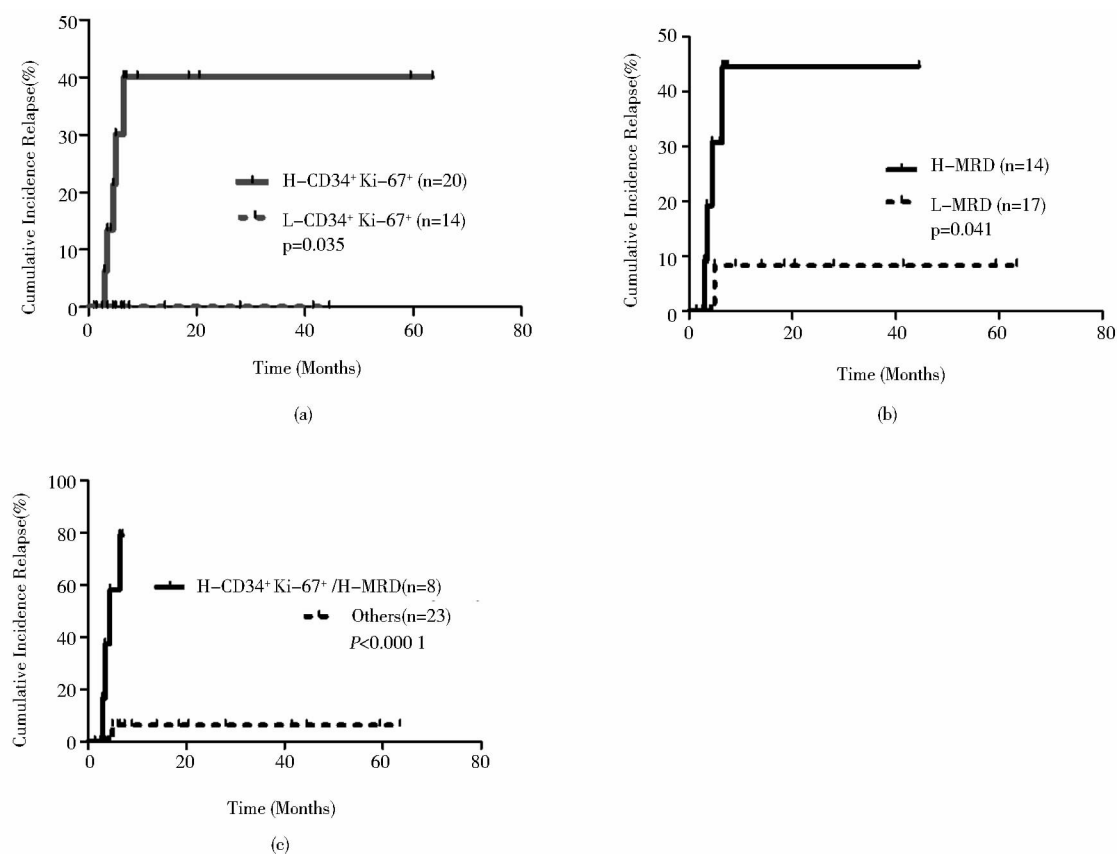 50
40
30
20
10
0
Cumulative Incidence Relapse(%)
H-CD34+ Ki-67+ (n=20)
L-CD34+ Ki-67+ (n=14)
p=0.035
0 20 40 60 80
Time (Months)
(a)
50
40
30
20
10
0
Cumulative Incidence Relapse(%)
H-MRD (n=14)
L-MRD (n=17)
p=0.041
0 20 40 60 80
Time (Months)
(b)
100
80
60
40
20
0
Cumulative Incidence Relapse(%)
H-CD34+ Ki-67+ /H-MRD(n=8)
Others(n=23)
P<0.000 1
0 20 40 60 80
Time (Months)
(c)